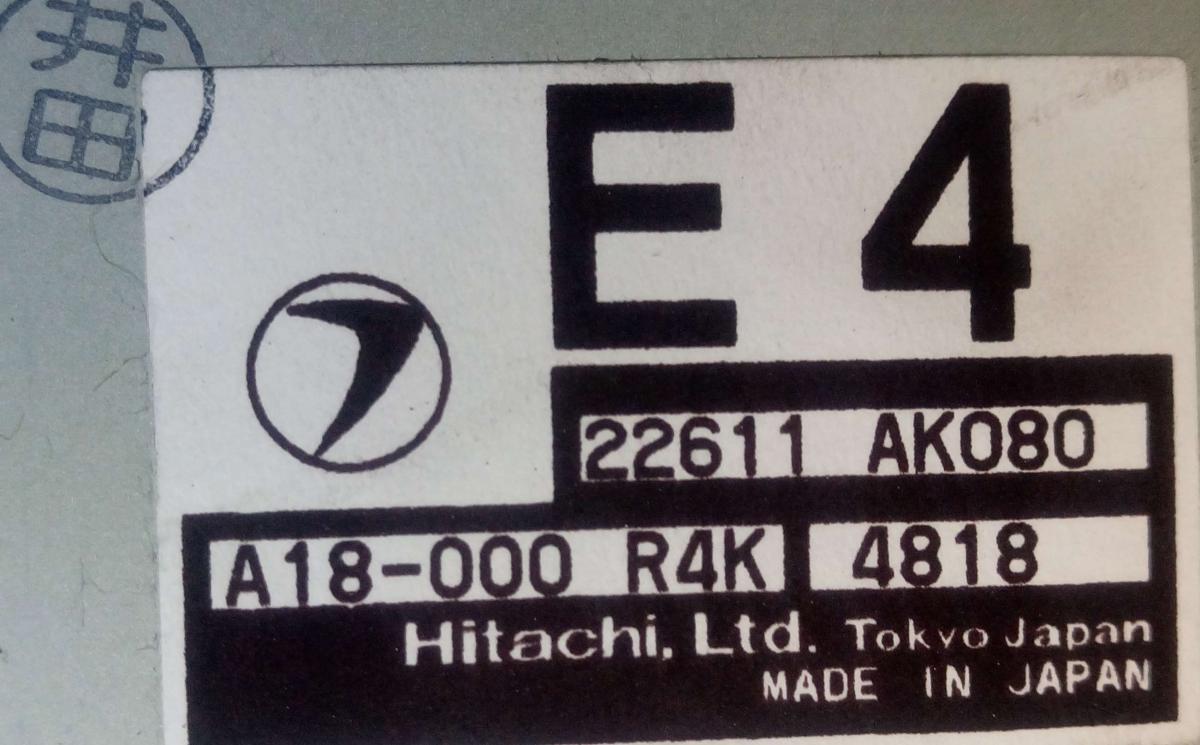 井
田
E 4
22611 AK080
A18-000 R4K 4818
Hitachi, Ltd. Tokyo Japan
MADE IN JAPAN